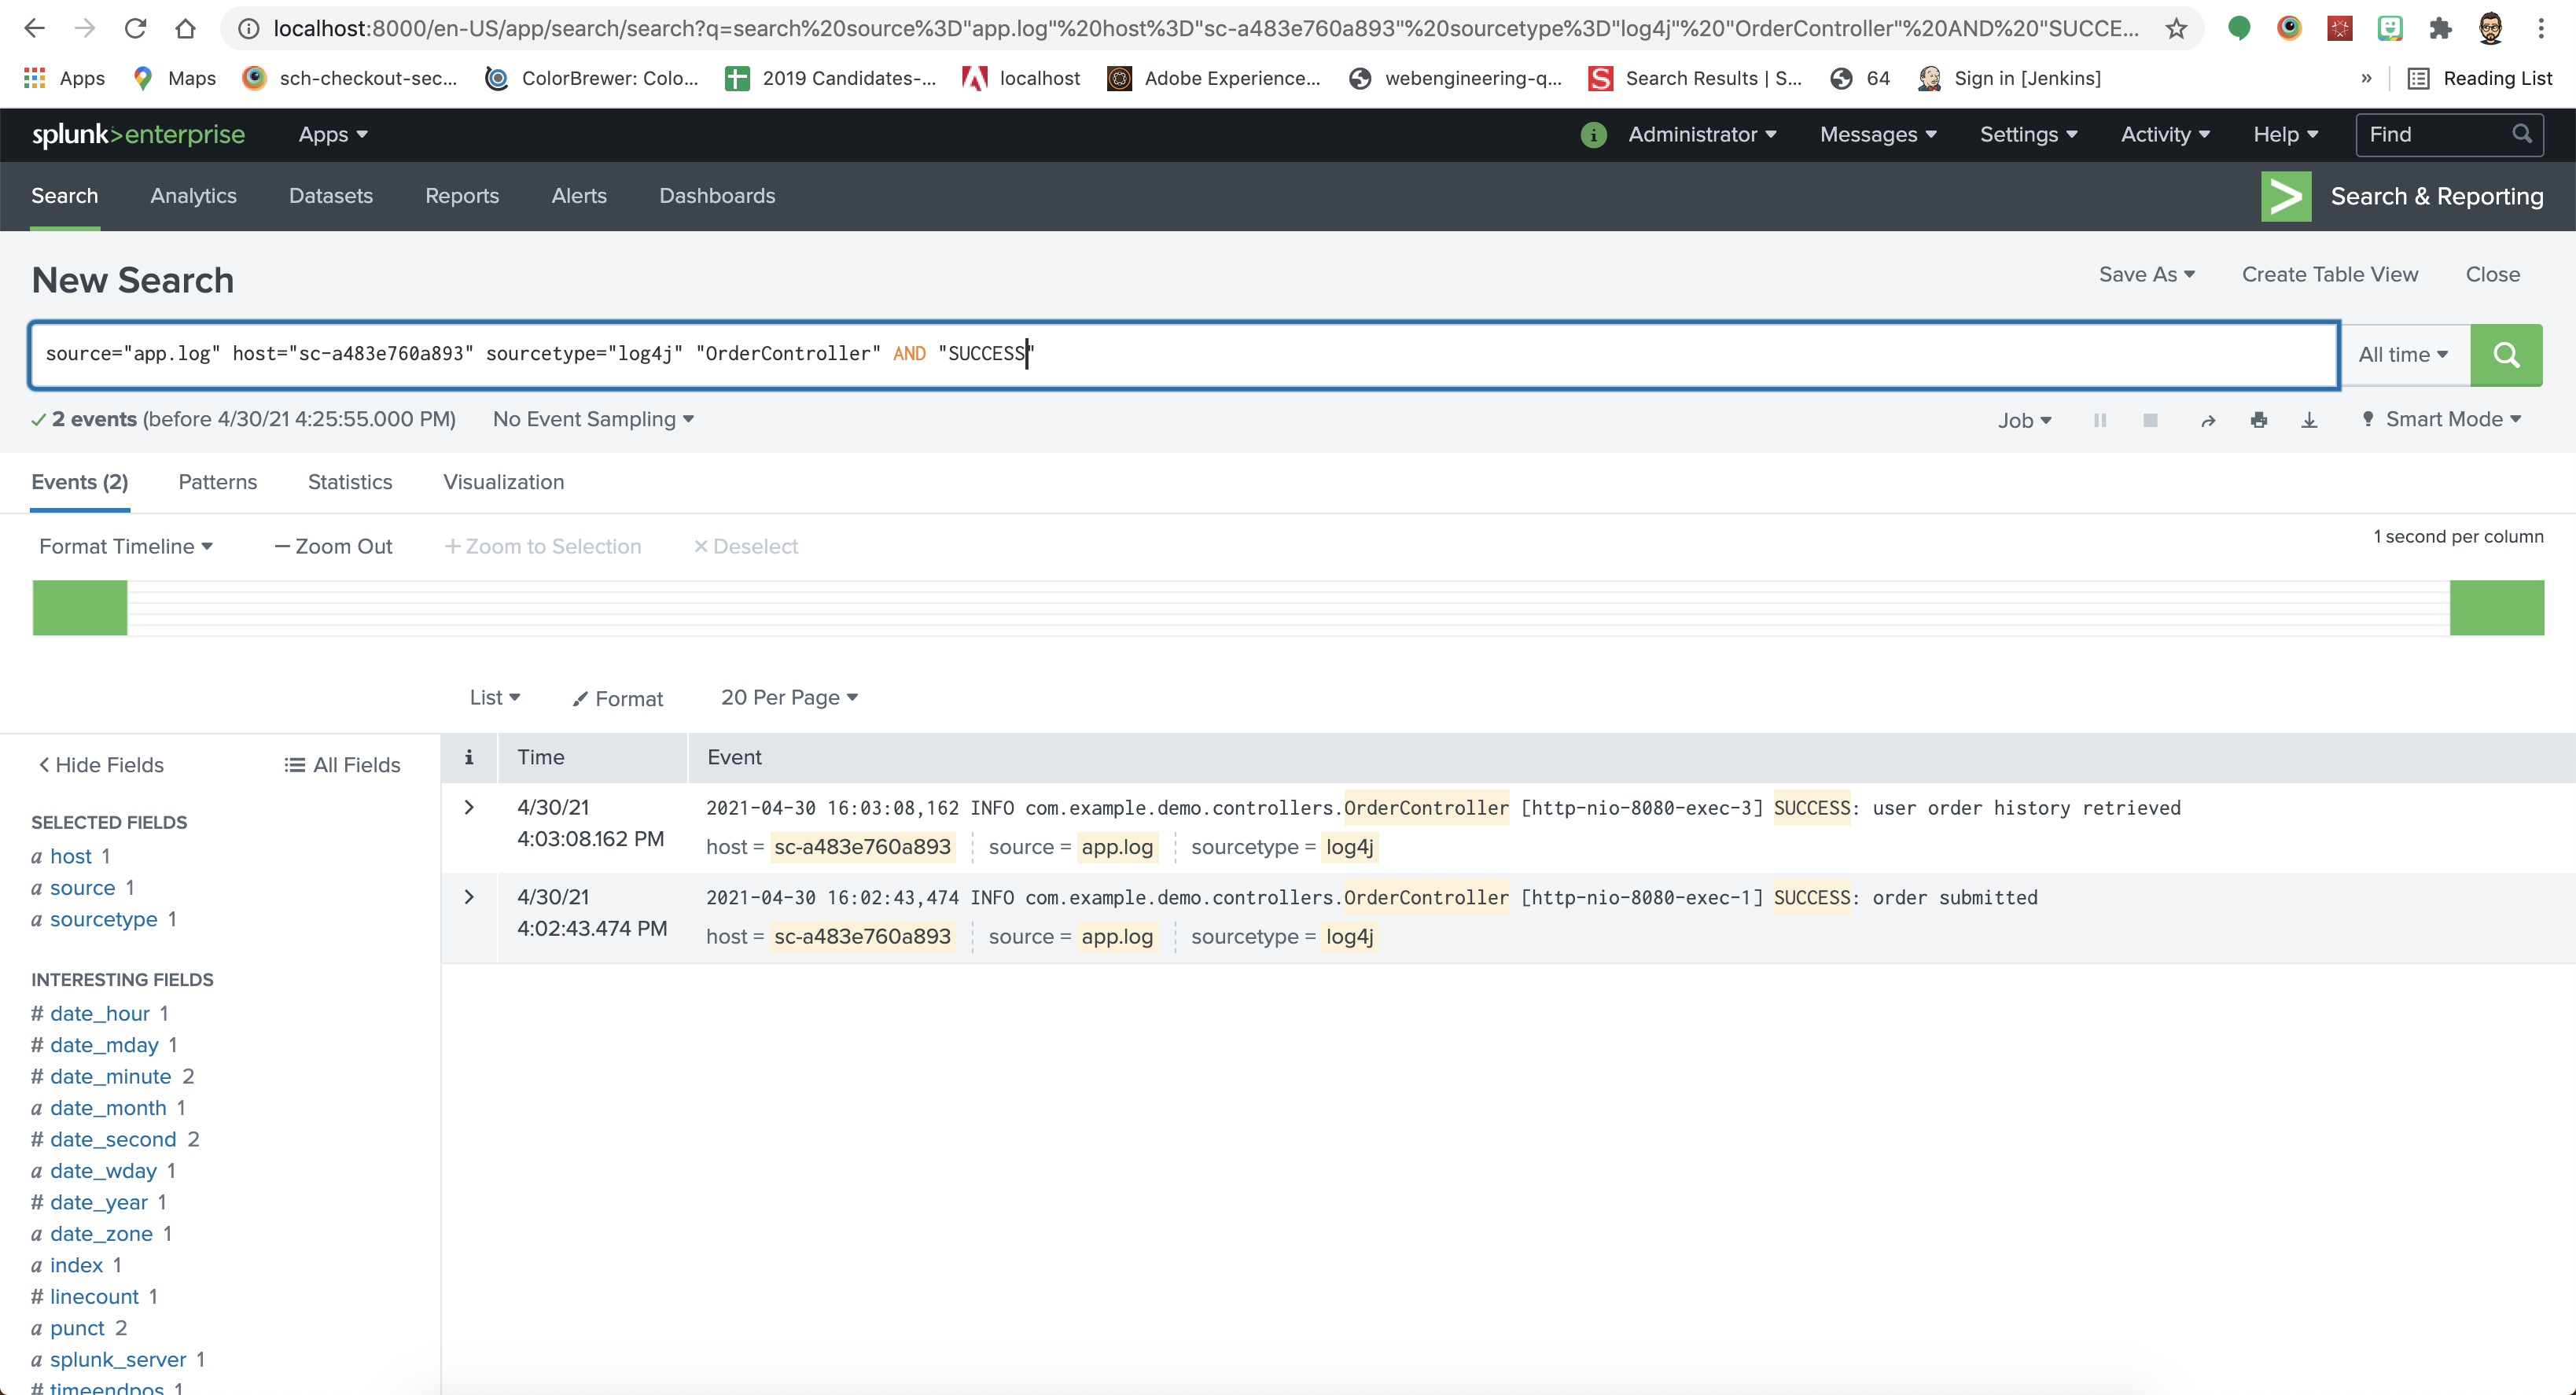 localhost:8000/en-US/app/search/search?q=search%20source%3D"app.log"%20host%3D"sc-a483e760a893"%20sourcetype%3D"log4j"%20"OrderController"%20AND%20"SUCCE...
Apps Maps sch-checkout-sec... ColorBrewer: Colo... 2019 Candidates-... localhost Adobe Experience... webengineering-q... Search Results | S... 64 Sign in [Jenkins] » Reading List
splunk>enterprise Apps Administrator Messages Settings Activity Help Find
Search Analytics Datasets Reports Alerts Dashboards Search & Reporting
New Search Save As Create Table View Close
source="app.log" host="sc-a483e760a893" sourcetype="log4j" "OrderController" AND "SUCCESS" All time
2 events (before 4/30/21 4:25:55.000 PM) No Event Sampling Job Smart Mode
Events (2) Patterns Statistics Visualization
Format Timeline — Zoom Out + Zoom to Selection × Deselect 1 second per column
List Format 20 Per Page
< Hide Fields All Fields
i Time Event
SELECTED FIELDS
a host 1
a source 1
a sourcetype 1
INTERESTING FIELDS
# date_hour 1
# date_mday 1
# date_minute 2
a date_month 1
# date_second 2
a date_wday 1
# date_year 1
a date_zone 1
a index 1
# linecount 1
a punct 2
a splunk_server 1
# timeendpos 1
> 4/30/21 2021-04-30 16:03:08,162 INFO com.example.demo.controllers.OrderController [http-nio-8080-exec-3] SUCCESS: user order history retrieved
4:03:08.162 PM host = sc-a483e760a893 source = app.log sourcetype = log4j
> 4/30/21 2021-04-30 16:02:43,474 INFO com.example.demo.controllers.OrderController [http-nio-8080-exec-1] SUCCESS: order submitted
4:02:43.474 PM host = sc-a483e760a893 source = app.log sourcetype = log4j